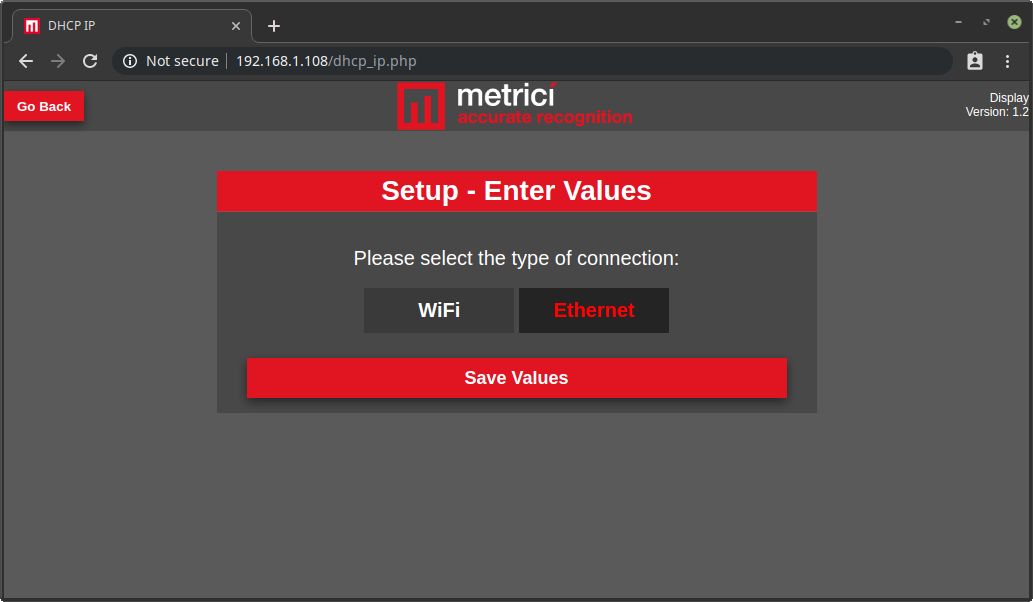 DHCP IP
Not secure
192.168.1.108/dhcp_ip.php
Go Back
metrici
accurate recognition
Display
Version: 1.2
Setup - Enter Values
Please select the type of connection:
WiFi
Ethernet
Save Values